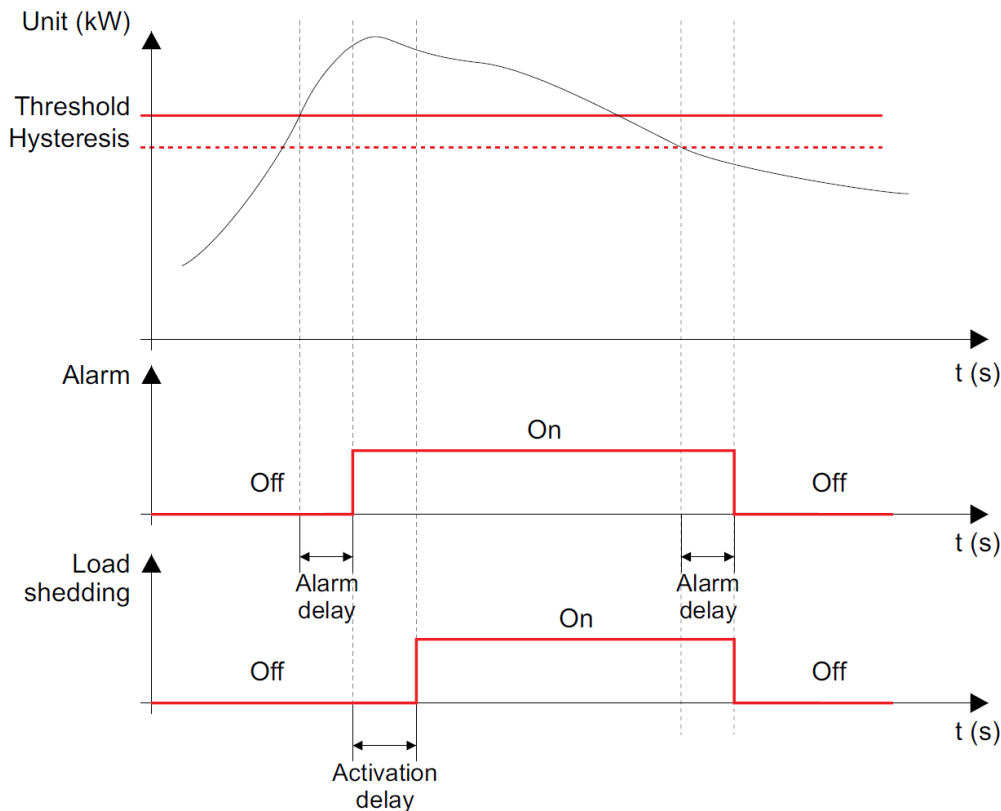 Unit (kW)
Threshold
Hysteresis
t (s)
Alarm
On
Off
Off
t (s)
Load
shedding
Alarm
delay
Alarm
delay
On
Off
Off
t (s)
Activation
delay